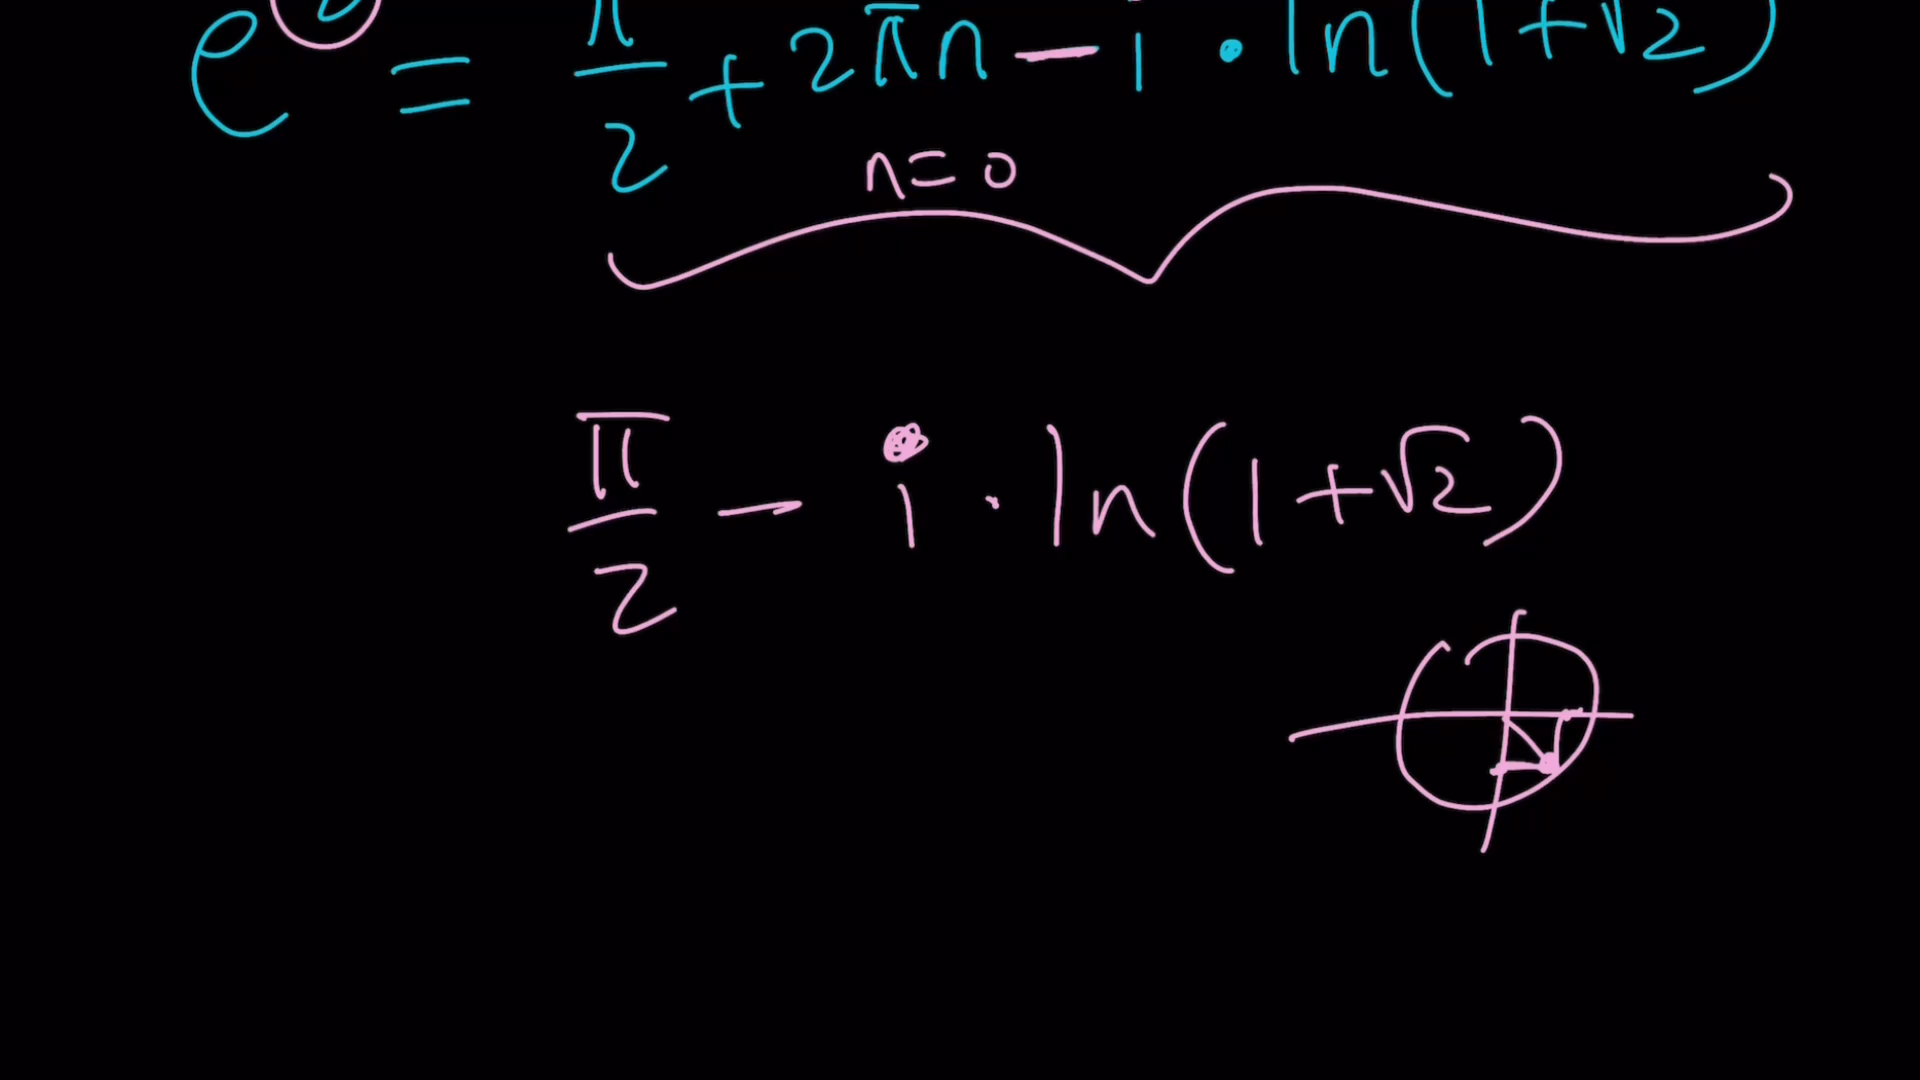 e^z = π/2 + 2πn - i · ln(1+√2)
n=0
π/2 - i · ln(1+√2)